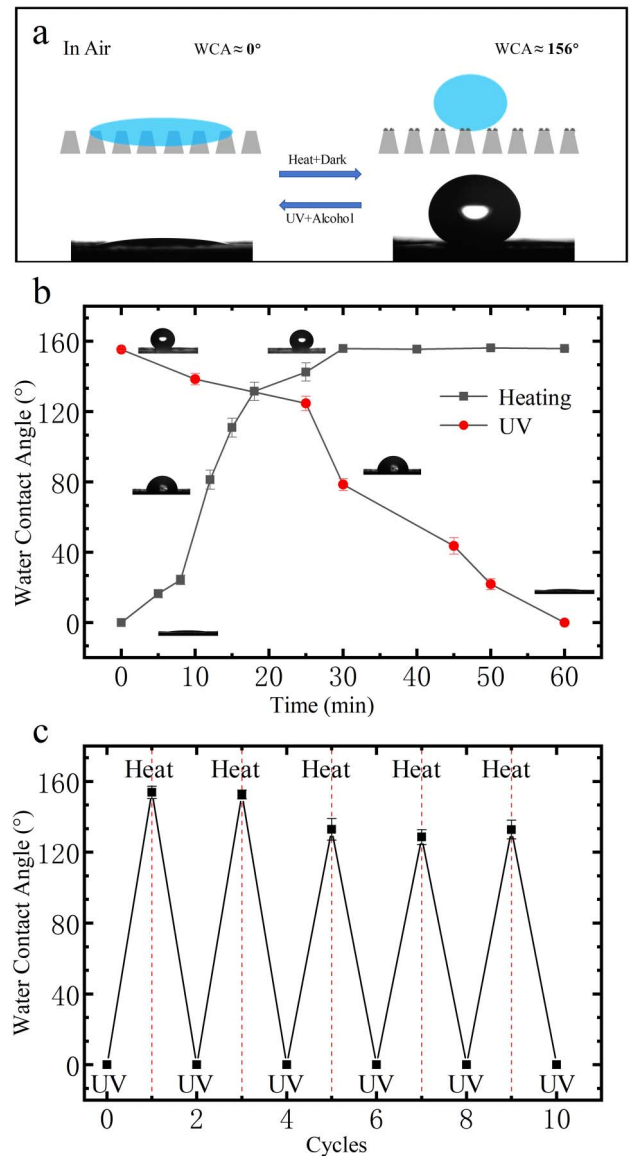 a
In Air
WCA ≈ 0°
WCA ≈ 156°
Heat+Dark
UV+Alcohol
b
160
120
80
40
0
Water Contact Angle (°)
Heating
UV
0 10 20 30 40 50 60
Time (min)
c
160
120
80
40
0
Water Contact Angle (°)
Heat Heat Heat Heat Heat
UV UV UV UV UV UV
0 2 4 6 8 10
Cycles